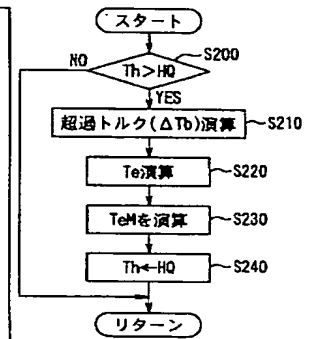 スタート
S200
NO
Th>HQ
YES
超過トルク(ΔTb)演算
S210
Te演算
S220
TeMを演算
S230
Th←HQ
S240
リターン